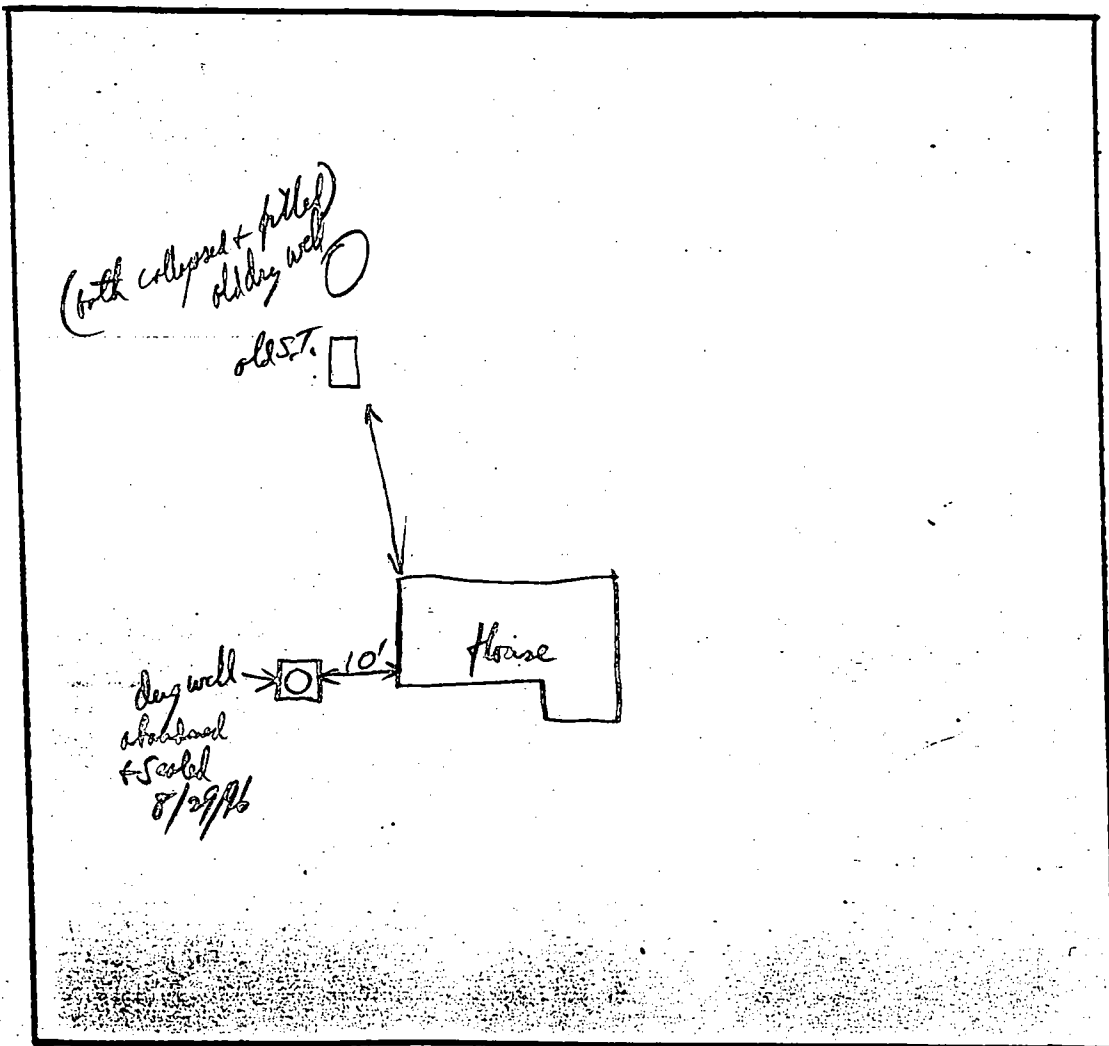 (both collapsed + filled)
old dry well
old S.T.
House
10'
dug well
abandoned
+ Sealed
8/29/96